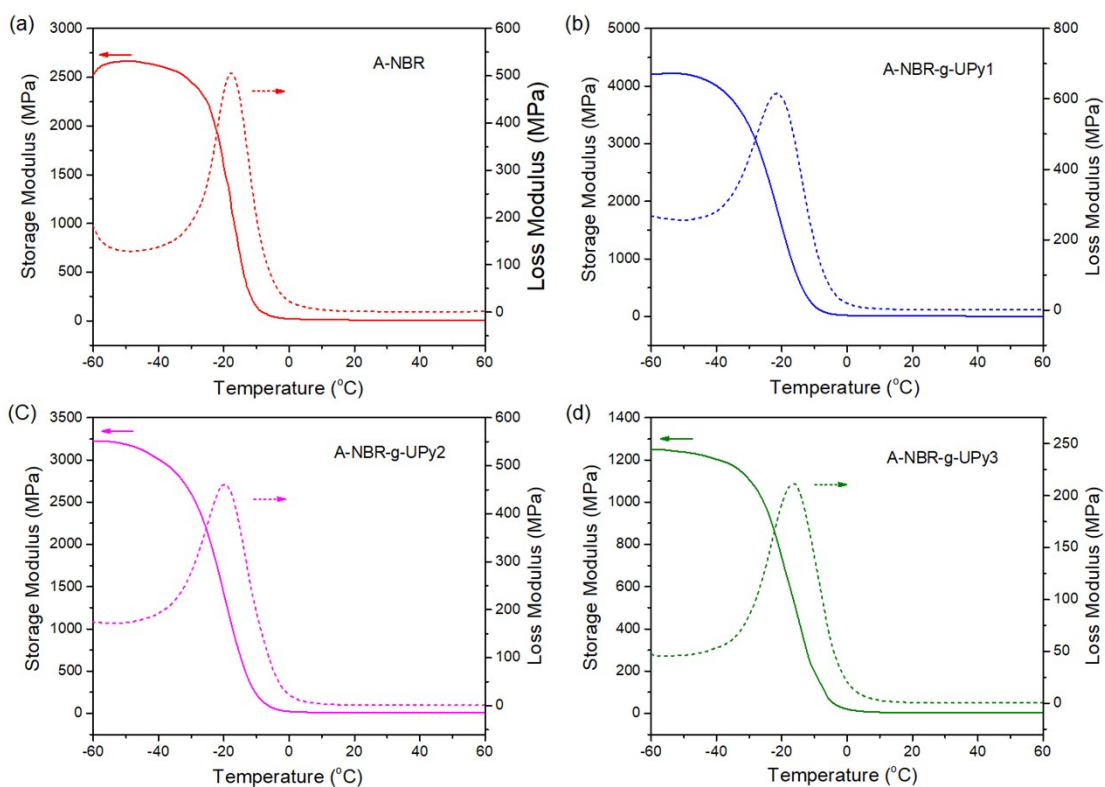 (a)
A-NBR
Storage Modulus (MPa)
3000
2500
2000
1500
1000
500
0
Loss Modulus (MPa)
600
500
400
300
200
100
0
-60 -40 -20 0 20 40 60
Temperature (°C)
(b)
A-NBR-g-UPy1
Storage Modulus (MPa)
5000
4000
3000
2000
1000
0
Loss Modulus (MPa)
800
600
400
200
0
-60 -40 -20 0 20 40 60
Temperature (°C)
(C)
A-NBR-g-UPy2
Storage Modulus (MPa)
3500
3000
2500
2000
1500
1000
500
0
Loss Modulus (MPa)
600
500
400
300
200
100
0
-60 -40 -20 0 20 40 60
Temperature (°C)
(d)
A-NBR-g-UPy3
Storage Modulus (MPa)
1400
1200
1000
800
600
400
200
0
Loss Modulus (MPa)
250
200
150
100
50
0
-60 -40 -20 0 20 40 60
Temperature (°C)